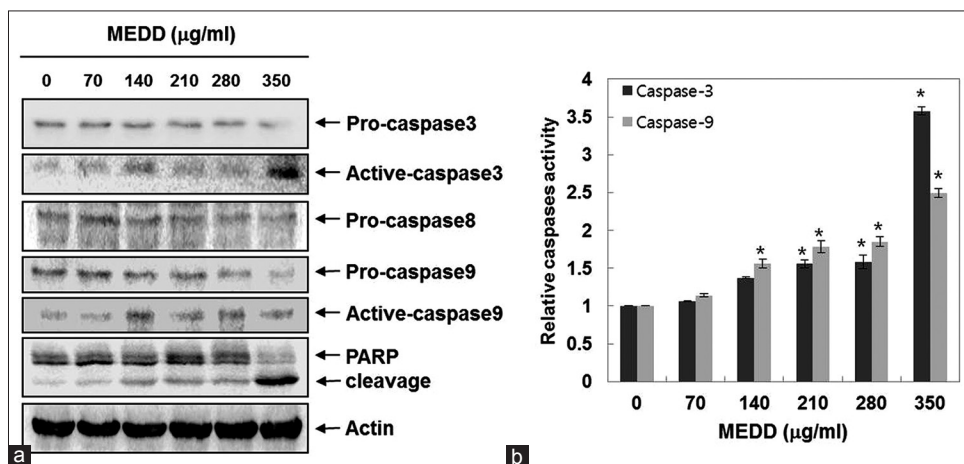 MEDD (μg/ml)
0 70 140 210 280 350
Pro-caspase3
Active-caspase3
Pro-caspase8
Pro-caspase9
Active-caspase9
PARP
cleavage
Actin
a
Relative caspases activity
4
3.5
3
2.5
2
1.5
1
0.5
0
Caspase-3
Caspase-9
* * * * * * *
0 70 140 210 280 350
MEDD (μg/ml)
b